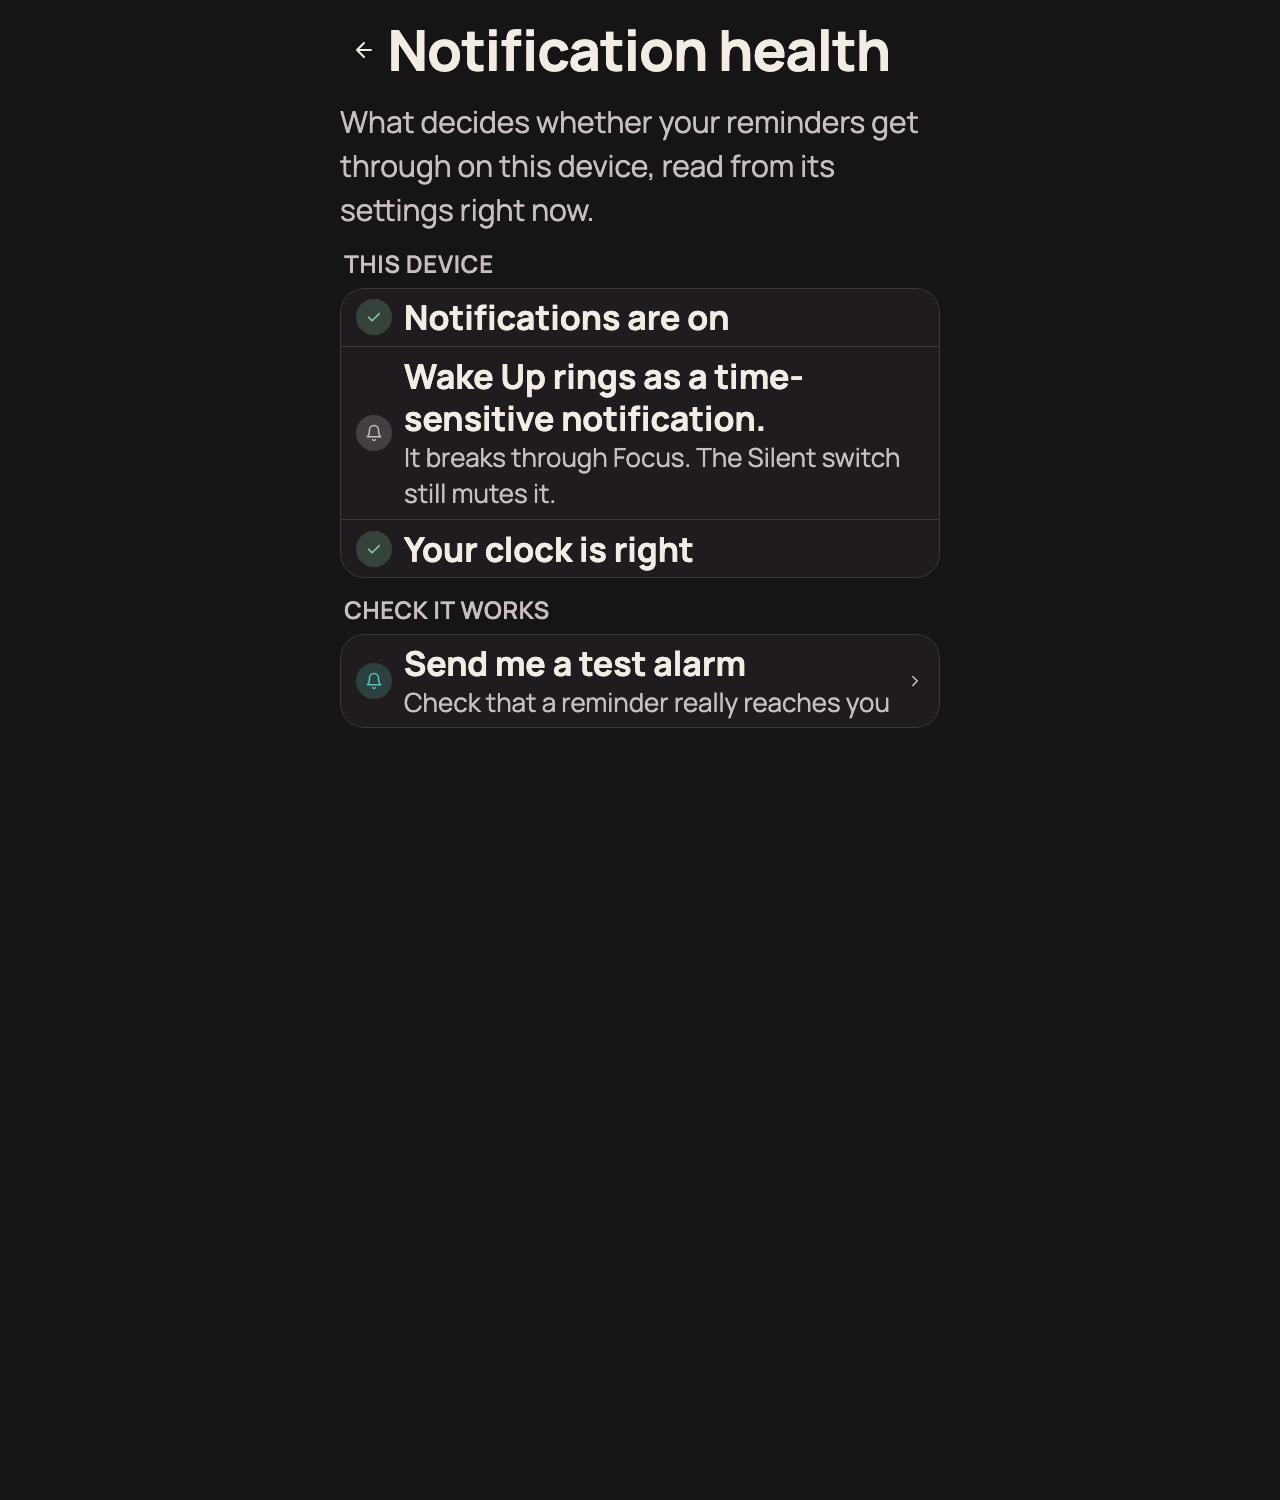 Notification health
What decides whether your reminders get
through on this device, read from its
settings right now.
THIS DEVICE
Notifications are on
Wake Up rings as a time-
sensitive notification.
It breaks through Focus. The Silent switch
still mutes it.
Your clock is right
CHECK IT WORKS
Send me a test alarm
Check that a reminder really reaches you